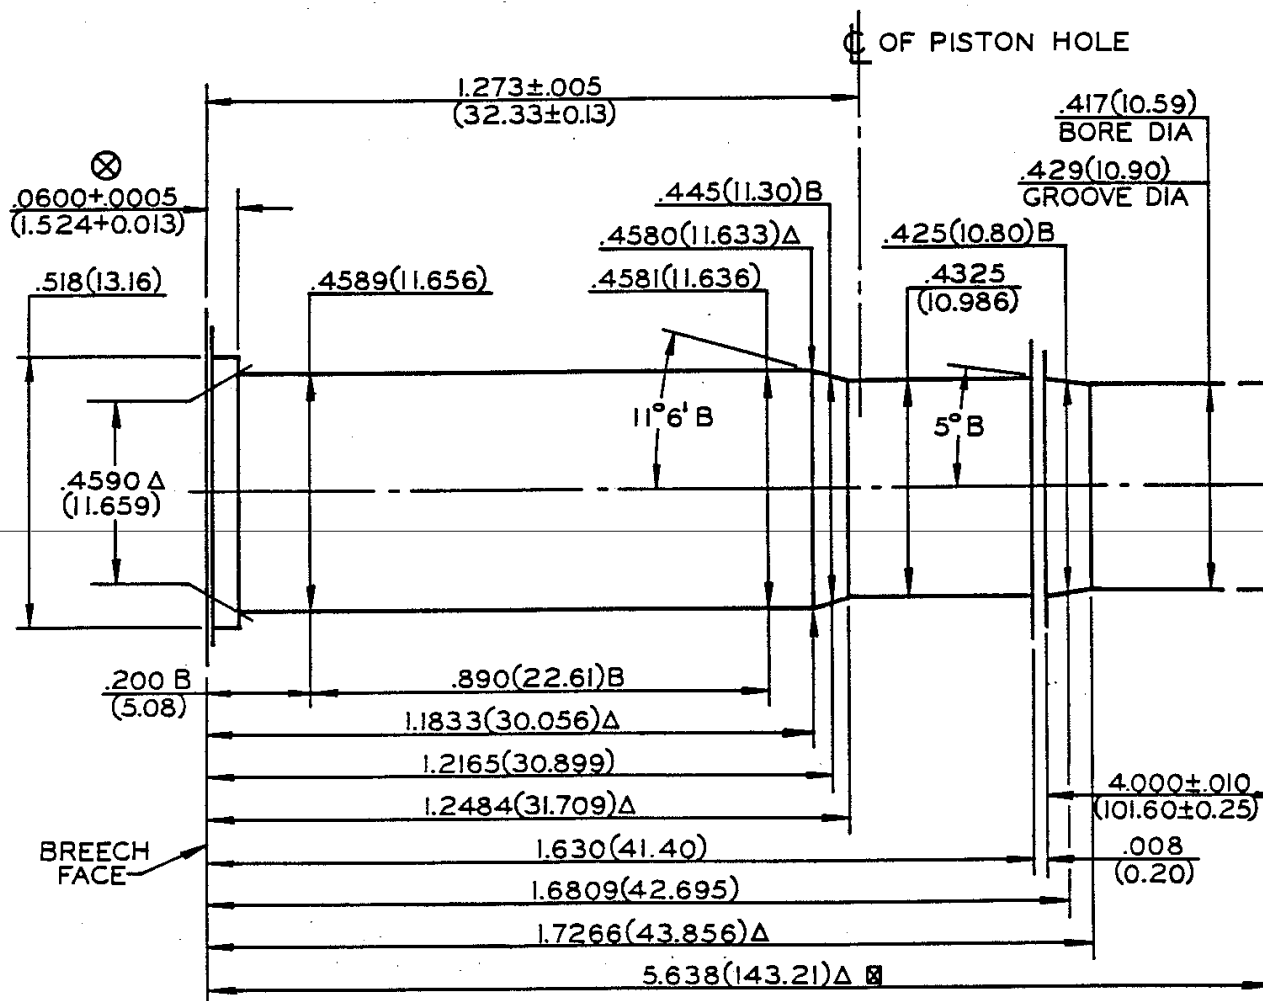 ℄ OF PISTON HOLE
1.273±.005
(32.33±0.13)
.417(10.59)
BORE DIA
⊗
.0600+.0005
(1.524+0.013)
.429(10.90)
GROOVE DIA
.445(11.30)B
.4580(11.633)Δ
.425(10.80)B
.518(13.16)
.4589(11.656)
.4581(11.636)
.4325
(10.986)
11°6' B
5° B
.4590 Δ
(11.659)
.200 B
(5.08)
.890(22.61)B
1.1833(30.056)Δ
1.2165(30.899)
1.2484(31.709)Δ
4.000±.010
(101.60±0.25)
BREECH
FACE
1.630(41.40)
.008
(0.20)
1.6809(42.695)
1.7266(43.856)Δ
5.638(143.21)Δ ⊠